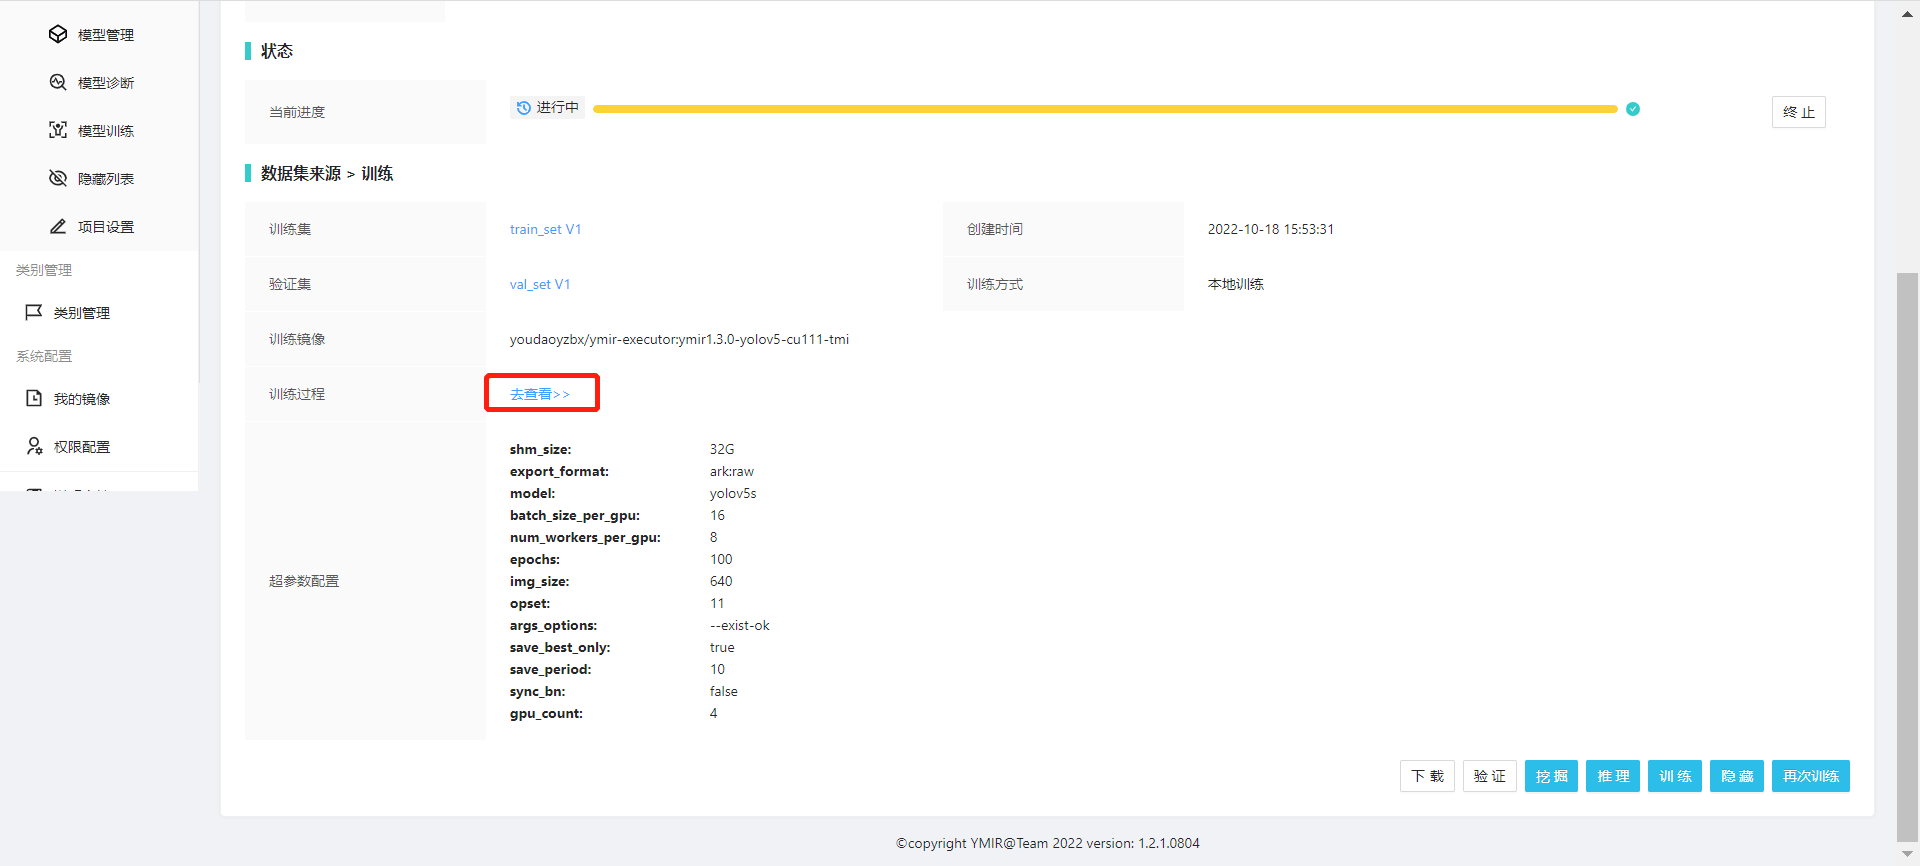 模型管理
模型诊断
模型训练
隐藏列表
项目设置
类别管理
类别管理
系统配置
我的镜像
权限配置
状态
当前进度
进行中
终 止
数据集来源 > 训练
训练集
train_set V1
创建时间
2022-10-18 15:53:31
验证集
val_set V1
训练方式
本地训练
训练镜像
youdaoyzbx/ymir-executor:ymir1.3.0-yolov5-cu111-tmi
训练过程
去查看>>
超参数配置
shm_size: 32G
export_format: ark:raw
model: yolov5s
batch_size_per_gpu: 16
num_workers_per_gpu: 8
epochs: 100
img_size: 640
opset: 11
args_options: --exist-ok
save_best_only: true
save_period: 10
sync_bn: false
gpu_count: 4
下 载
验 证
挖 掘
推 理
训 练
隐 藏
再次训练
©copyright YMIR@Team 2022 version: 1.2.1.0804